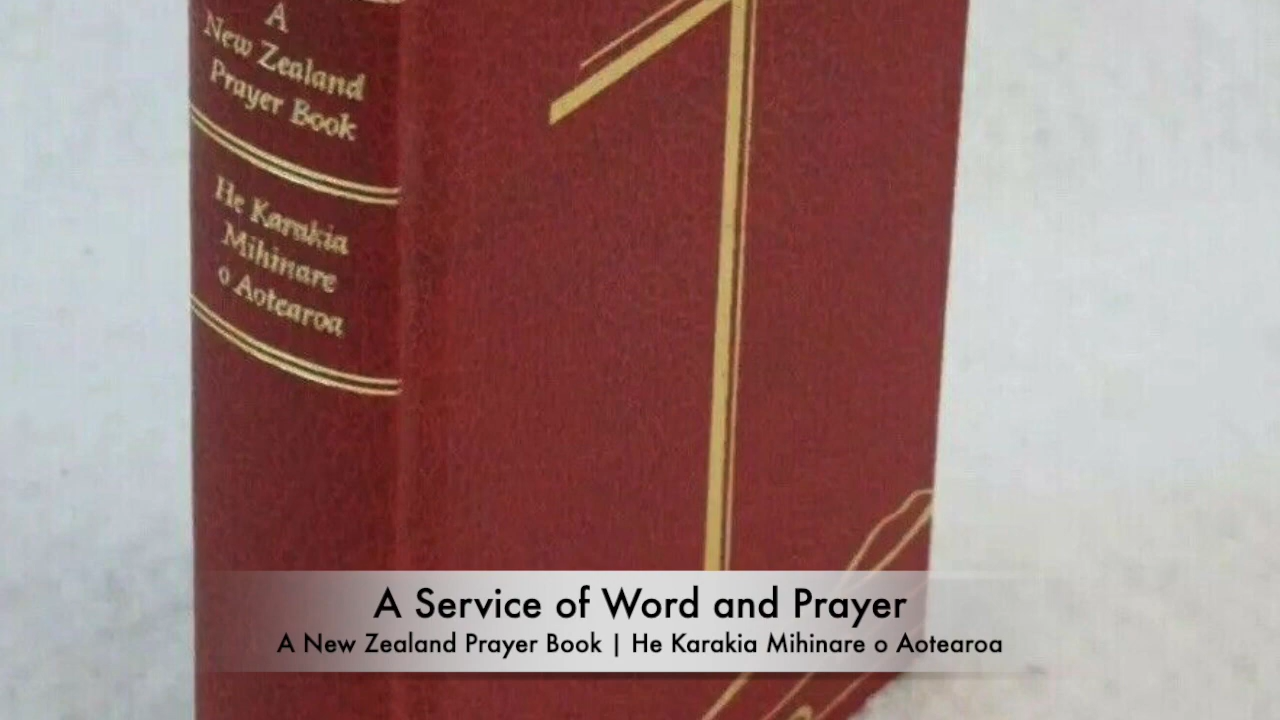 A
New Zealand
Prayer Book
He Karakia
Mihinare
o Aotearoa
A Service of Word and Prayer
A New Zealand Prayer Book | He Karakia Mihinare o Aotearoa